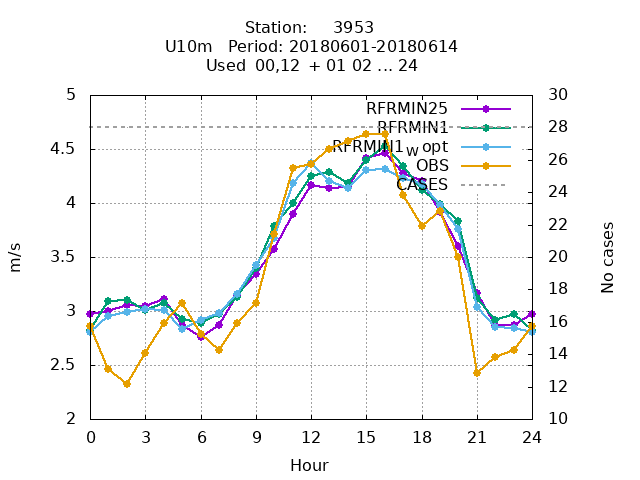 Station: 3953
U10m Period: 20180601-20180614
Used 00,12 + 01 02 ... 24
RFRMIN25
RFRMIN1
RFRMINI1w opt
OBS
CASES
5
4.5
4
3.5
3
2.5
2
m/s
30
28
26
24
22
20
18
16
14
12
10
No cases
0 3 6 9 12 15 18 21 24
Hour